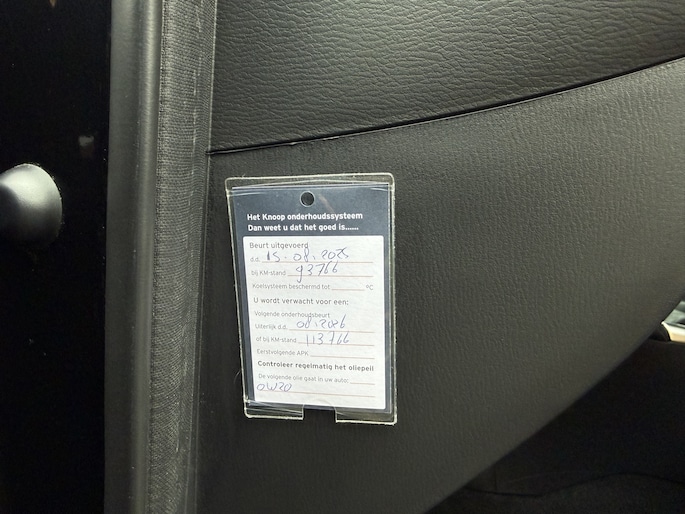 Het Knoop onderhoudssysteem
Dan weet u dat het goed is......
Beurt uitgevoerd
d.d. 15-08-2025
bij KM-stand 93766
Koelsysteem beschermd tot °C
U wordt verwacht voor een:
Volgende onderhoudsbeurt
Uiterlijk d.d. 08-2026
of bij KM-stand 113766
Eerstvolgende APK
Controleer regelmatig het oliepeil
De volgende olie gaat in uw auto:
0W20